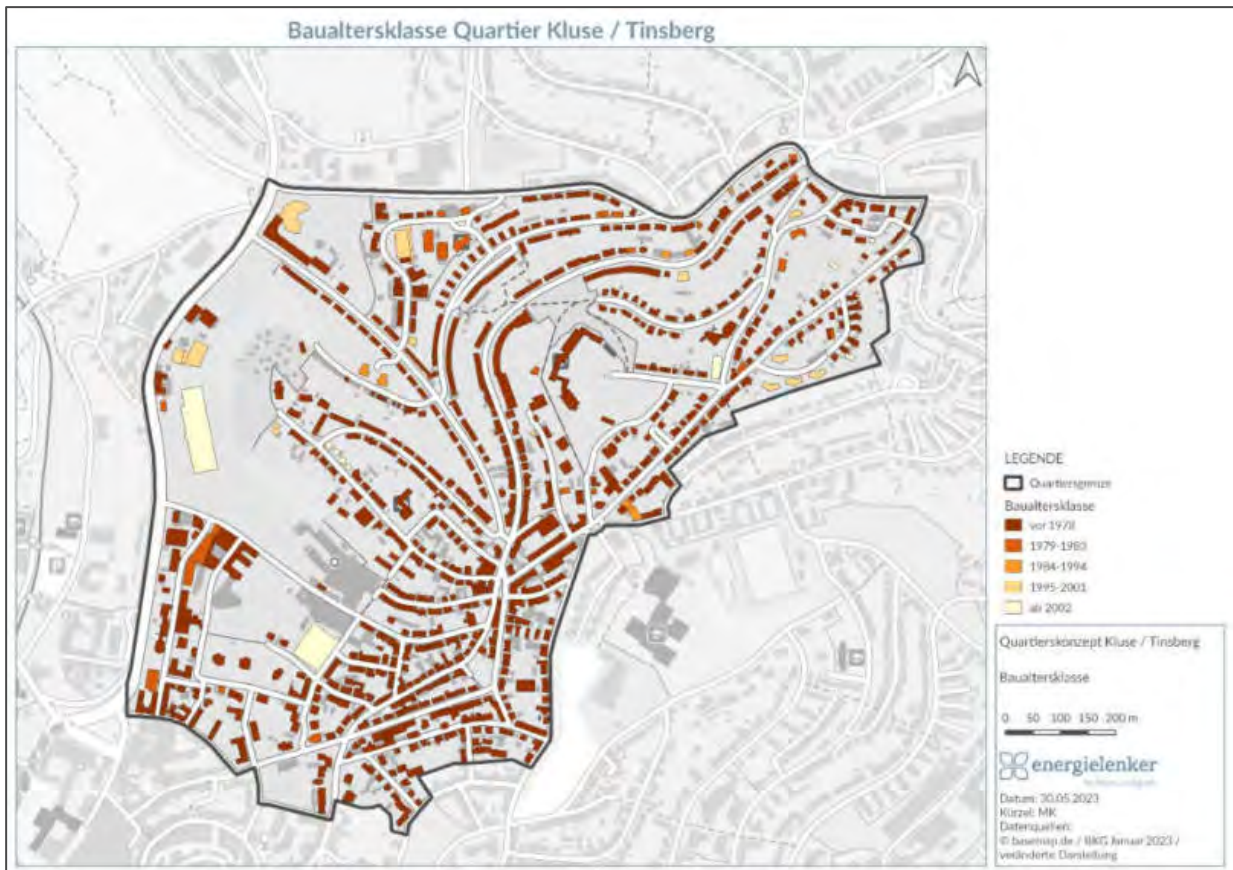 Baualtersklasse Quartier Kluse / Tinsberg
LEGENDE
Quartiersgrenze
Baualtersklasse
vor 1978
1979-1983
1984-1994
1995-2001
ab 2002
Quartierskonzept Kluse / Tinsberg
Baualtersklasse
0 50 100 150 200 m
energielenker
Datum: 30.05.2023
Kürzel: MK
Datenquellen:
© basemap.de / BKG Januar 2023 /
veränderte Darstellung